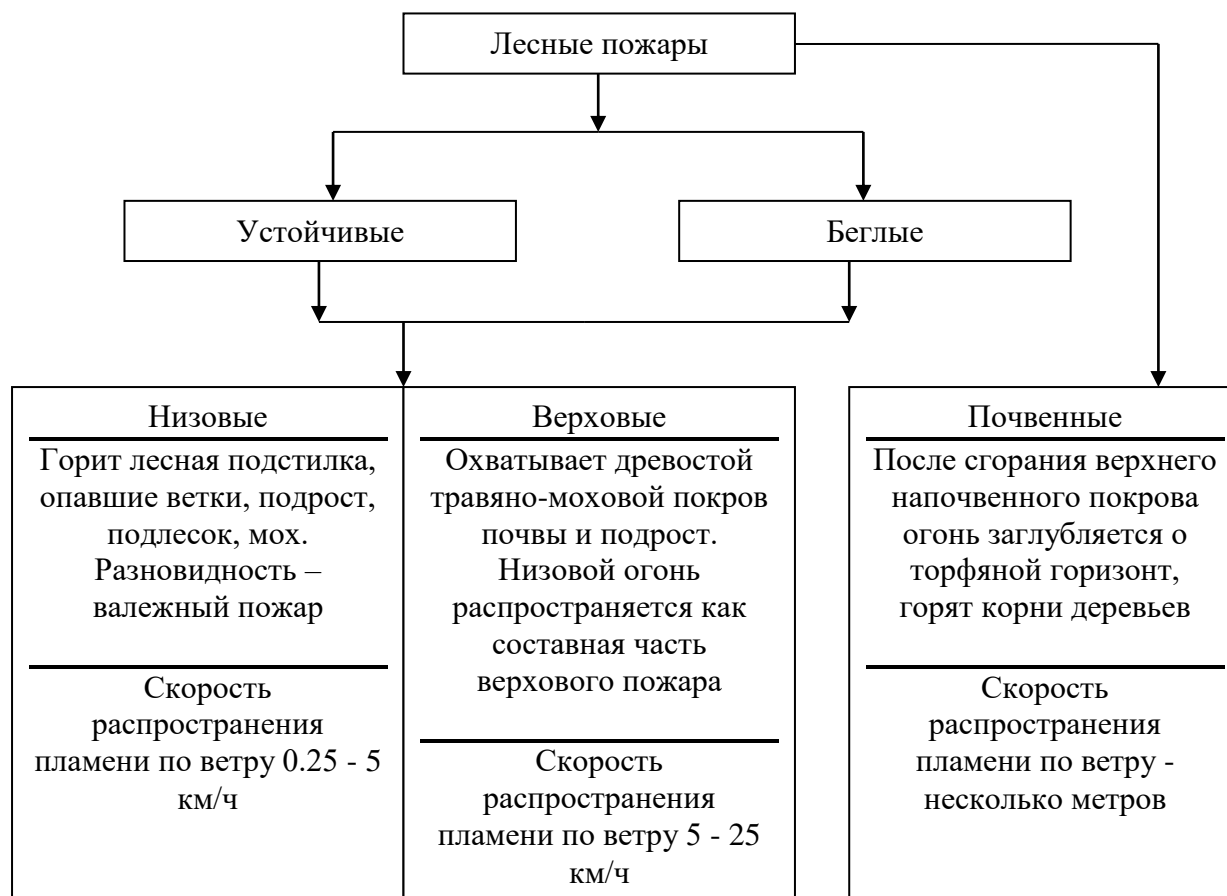 Лесные пожары
Устойчивые
Беглые
Низовые
Горит лесная подстилка,
опавшие ветки, подрост,
подлесок, мох.
Разновидность –
валежный пожар
Скорость
распространения
пламени по ветру 0.25 - 5
км/ч
Верховые
Охватывает древостой
травяно-моховой покров
почвы и подрост.
Низовой огонь
распространяется как
составная часть
верхового пожара
Скорость
распространения
пламени по ветру 5 - 25
км/ч
Почвенные
После сгорания верхнего
напочвенного покрова
огонь заглубляется о
торфяной горизонт,
горят корни деревьев
Скорость
распространения
пламени по ветру -
несколько метров